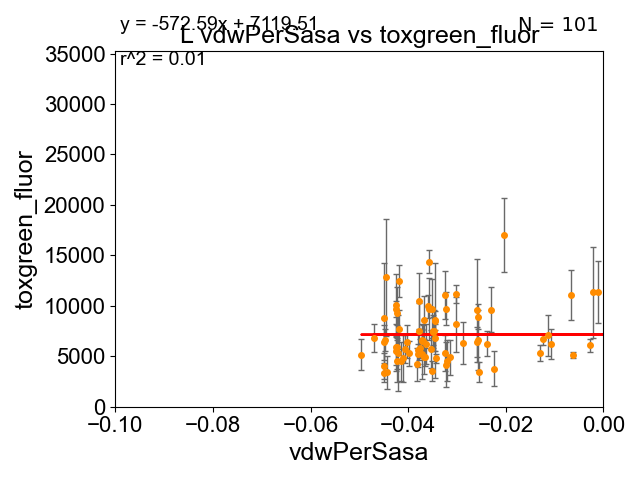 y = -572.59x + 7119.51
N = 101
L vdwPerSasa vs toxgreen_fluor
r^2 = 0.01
35000
30000
25000
20000
15000
10000
5000
0
toxgreen_fluor
−0.10 −0.08 −0.06 −0.04 −0.02 0.00
vdwPerSasa